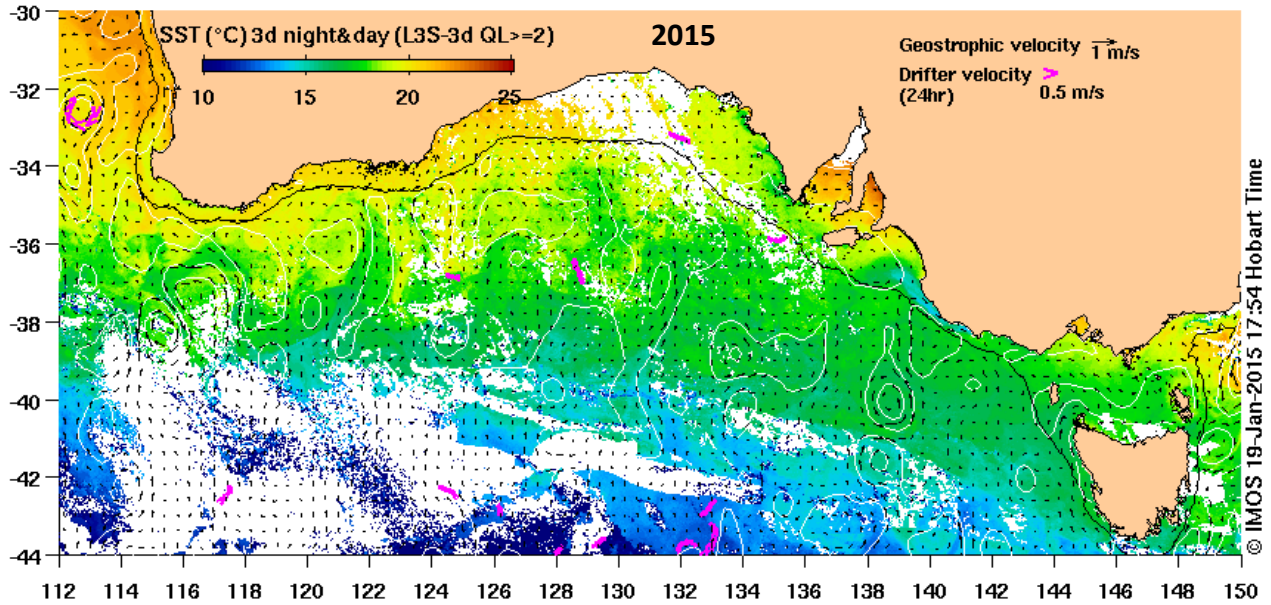 -30
-32
-34
-36
-38
-40
-42
-44
SST (°C) 3d night&day (L3S-3d QL>=2)
10 15 20 25
2015
Geostrophic velocity 1 m/s
Drifter velocity
(24hr) 0.5 m/s
112 114 116 118 120 122 124 126 128 130 132 134 136 138 140 142 144 146 148 150
© IMOS 19-Jan-2015 17:54 Hobart Time